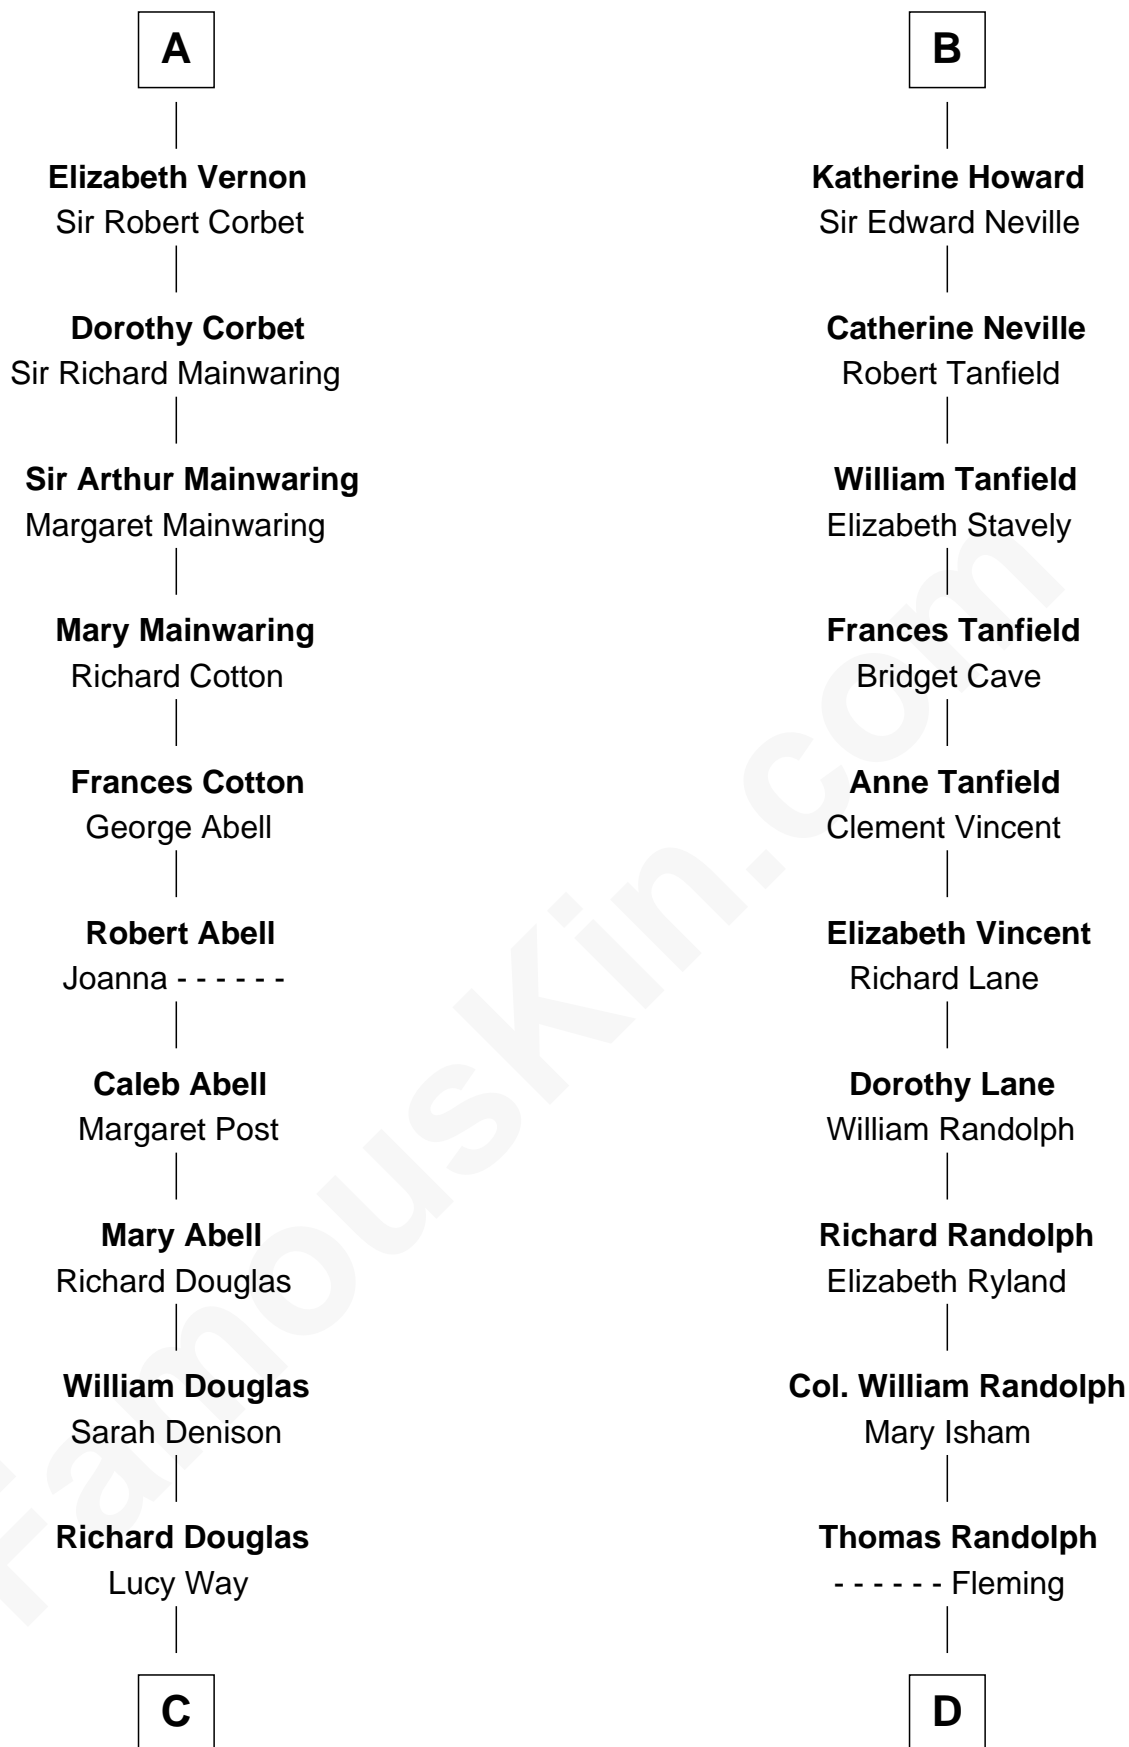 A
Elizabeth Vernon
Sir Robert Corbet
Dorothy Corbet
Sir Richard Mainwaring
Sir Arthur Mainwaring
Margaret Mainwaring
Mary Mainwaring
Richard Cotton
Frances Cotton
George Abell
Robert Abell
Joanna - - - - - -
Caleb Abell
Margaret Post
Mary Abell
Richard Douglas
William Douglas
Sarah Denison
Richard Douglas
Lucy Way
C
B
Katherine Howard
Sir Edward Neville
Catherine Neville
Robert Tanfield
William Tanfield
Elizabeth Stavely
Frances Tanfield
Bridget Cave
Anne Tanfield
Clement Vincent
Elizabeth Vincent
Richard Lane
Dorothy Lane
William Randolph
Richard Randolph
Elizabeth Ryland
Col. William Randolph
Mary Isham
Thomas Randolph
- - - - - - Fleming
D
FamousKin.com